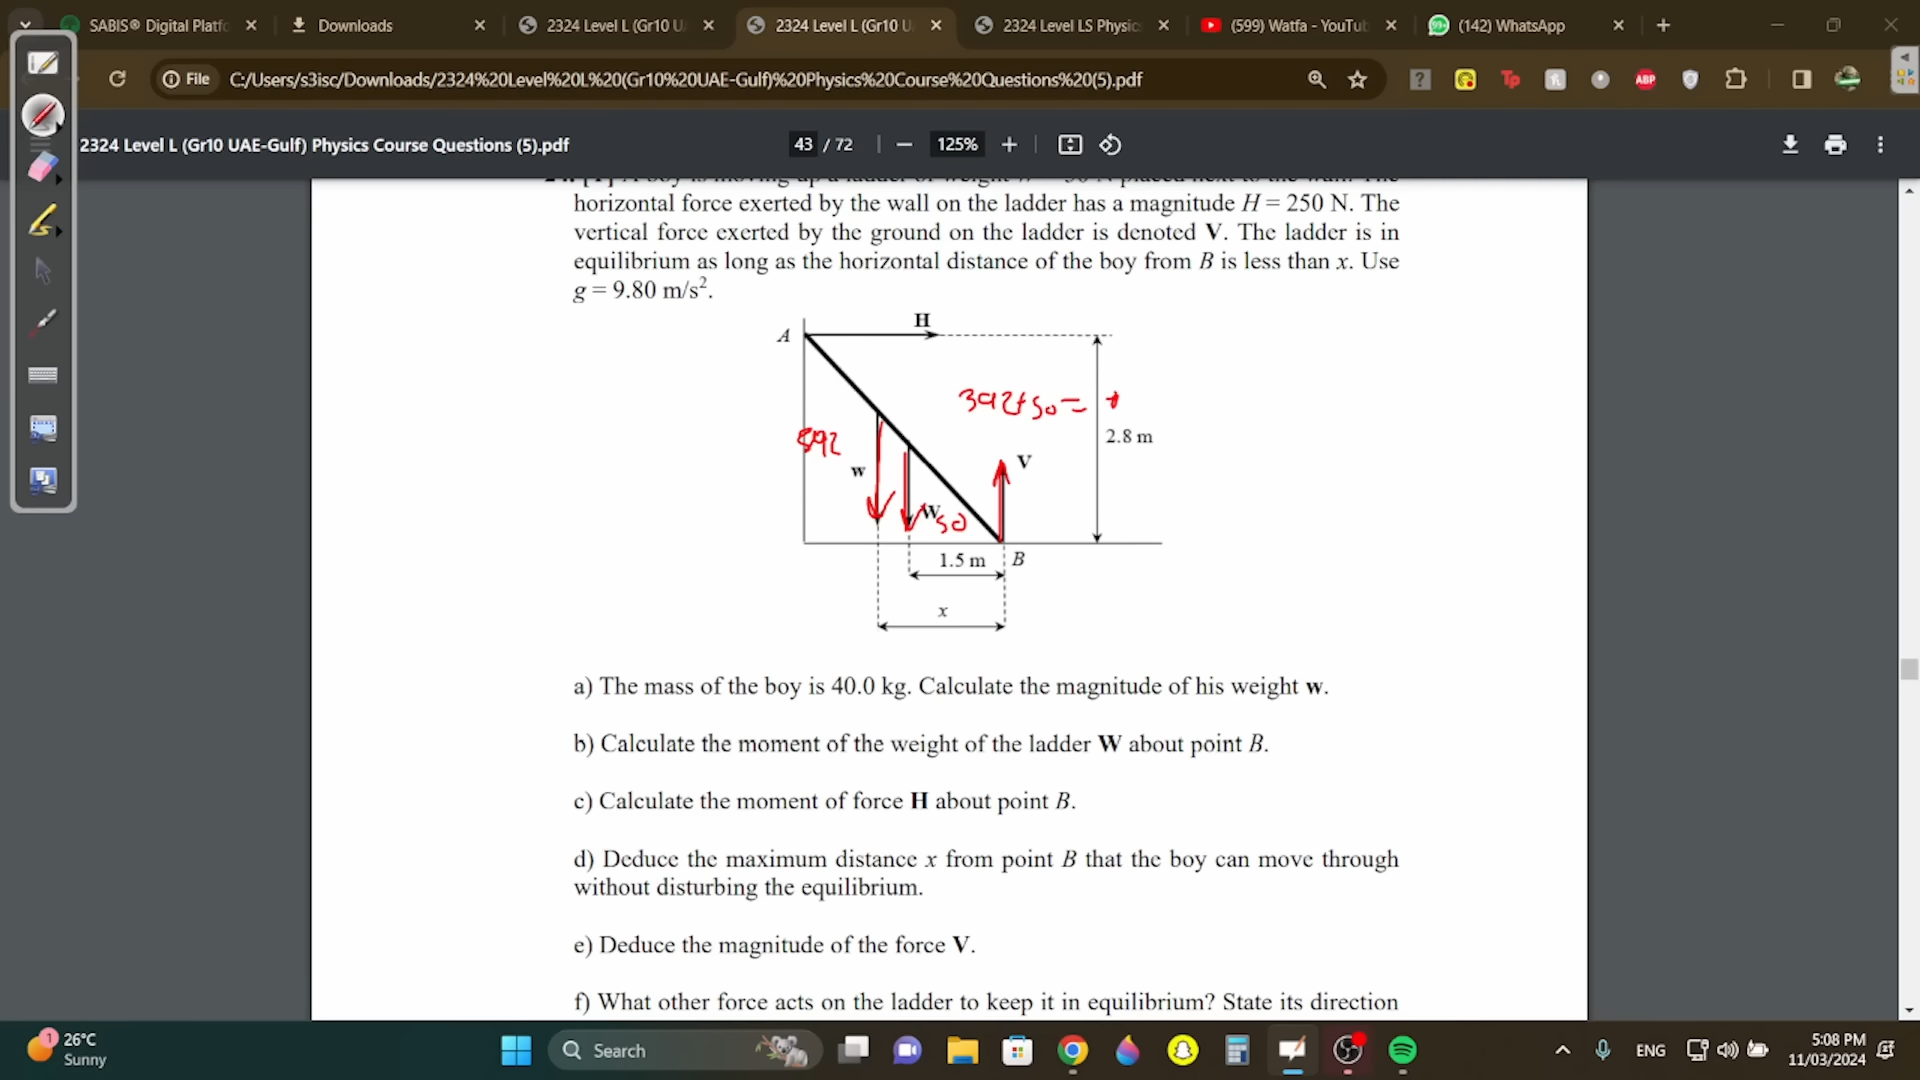 SABIS® Digital Platfo
Downloads
2324 Level L (Gr10 U
2324 Level L (Gr10 U
2324 Level LS Physic
(599) Watfa - YouTub
(142) WhatsApp
File
C:/Users/s3isc/Downloads/2324%20Level%20L%20(Gr10%20UAE-Gulf)%20Physics%20Course%20Questions%20(5).pdf
2324 Level L (Gr10 UAE-Gulf) Physics Course Questions (5).pdf
43 / 72
125%
horizontal force exerted by the wall on the ladder has a magnitude H = 250 N. The
vertical force exerted by the ground on the ladder is denoted V. The ladder is in
equilibrium as long as the horizontal distance of the boy from B is less than x. Use
g = 9.80 m/s².
H
A
392+50=
2.8 m
w
V
W
50
1.5 m
B
x
a) The mass of the boy is 40.0 kg. Calculate the magnitude of his weight w.
b) Calculate the moment of the weight of the ladder W about point B.
c) Calculate the moment of force H about point B.
d) Deduce the maximum distance x from point B that the boy can move through
without disturbing the equilibrium.
e) Deduce the magnitude of the force V.
f) What other force acts on the ladder to keep it in equilibrium? State its direction
1
26°C
Sunny
Search
ENG
5:08 PM
11/03/2024